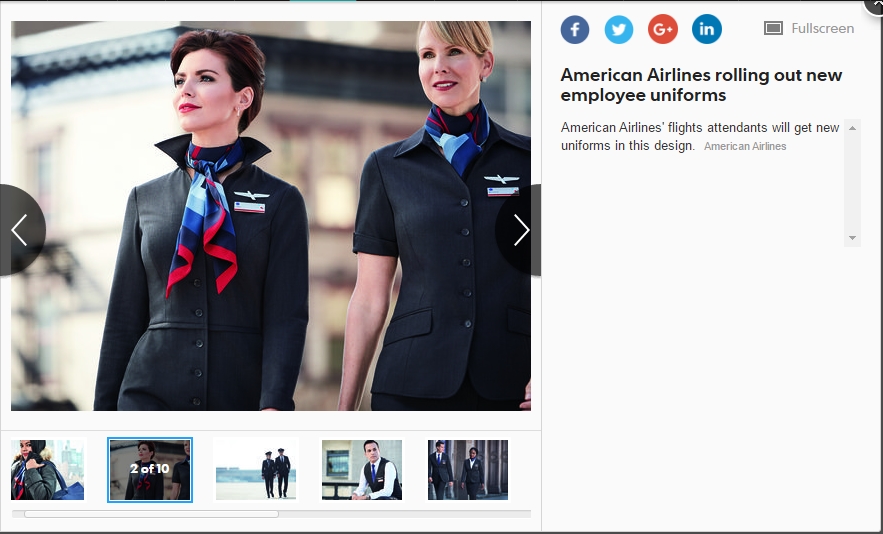 Fullscreen
American Airlines rolling out new
employee uniforms
American Airlines' flights attendants will get new
uniforms in this design. American Airlines
2 of 10